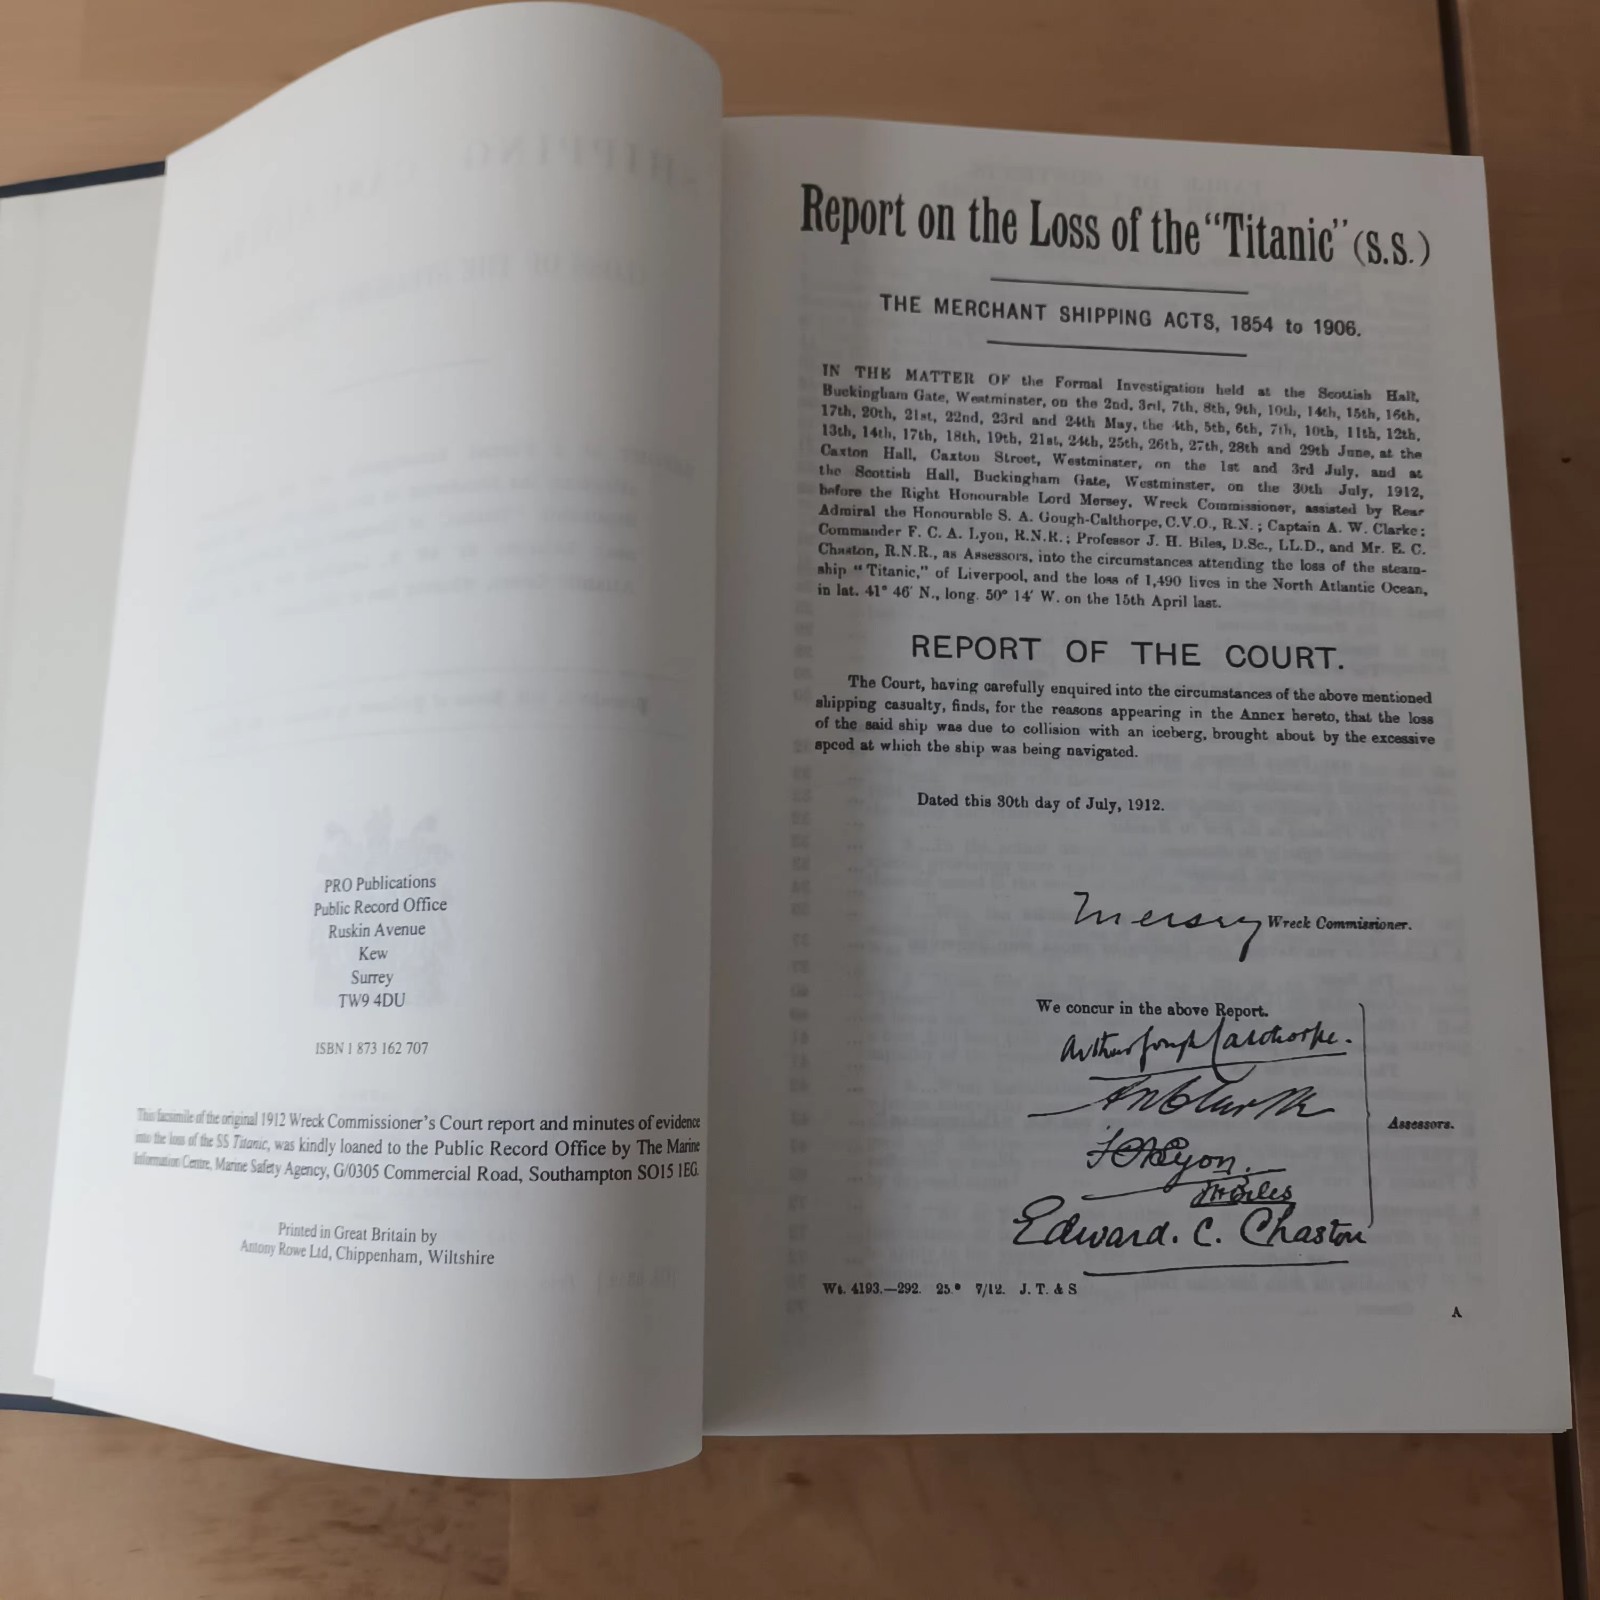 PRO Publications
Public Record Office
Ruskin Avenue
Kew
Surrey
TW9 4DU
ISBN 1 873 162 707
This facsimile of the original 1912 Wreck Commissioner's Court report and minutes of evidence
into the loss of the SS Titanic, was kindly loaned to the Public Record Office by The Marine
Information Centre, Marine Safety Agency, G/0305 Commercial Road, Southampton SO15 1EG.
Printed in Great Britain by
Antony Rowe Ltd, Chippenham, Wiltshire
Report on the Loss of the "Titanic" (s.s.)
THE MERCHANT SHIPPING ACTS, 1854 to 1906.
IN THE MATTER OF the Formal Investigation held at the Scottish Hall,
Buckingham Gate, Westminster, on the 2nd, 3rd, 7th, 8th, 9th, 10th, 14th, 15th, 16th,
17th, 20th, 21st, 22nd, 23rd and 24th May, the 4th, 5th, 6th, 7th, 10th, 11th, 12th,
13th, 14th, 17th, 18th, 19th, 21st, 24th, 25th, 26th, 27th, 28th and 29th June, at the
Caxton Hall, Caxton Street, Westminster, on the 1st and 3rd July, and at
the Scottish Hall, Buckingham Gate, Westminster, on the 30th July, 1912,
before the Right Honourable Lord Mersey, Wreck Commissioner, assisted by Rear
Admiral the Honourable S. A. Gough-Calthorpe, C.V.O., R.N.; Captain A. W. Clarke;
Commander F. C. A. Lyon, R.N.R.; Professor J. H. Biles, D.Sc., LL.D., and Mr. E. C.
Chaston, R.N.R., as Assessors, into the circumstances attending the loss of the steam-
ship "Titanic," of Liverpool, and the loss of 1,490 lives in the North Atlantic Ocean,
in lat. 41° 46' N., long. 50° 14' W. on the 15th April last.
REPORT OF THE COURT.
The Court, having carefully enquired into the circumstances of the above mentioned
shipping casualty, finds, for the reasons appearing in the Annex hereto, that the loss
of the said ship was due to collision with an iceberg, brought about by the excessive
speed at which the ship was being navigated.
Dated this 30th day of July, 1912.
Mersey Wreck Commissioner.
We concur in the above Report.
Arthur Gough Calthorpe.
AW Clarke
FCALyon.
JHBiles
Edward. C. Chaston
Assessors.
Wt. 4193.—292. 25.* 7/12. J. T. & S
A